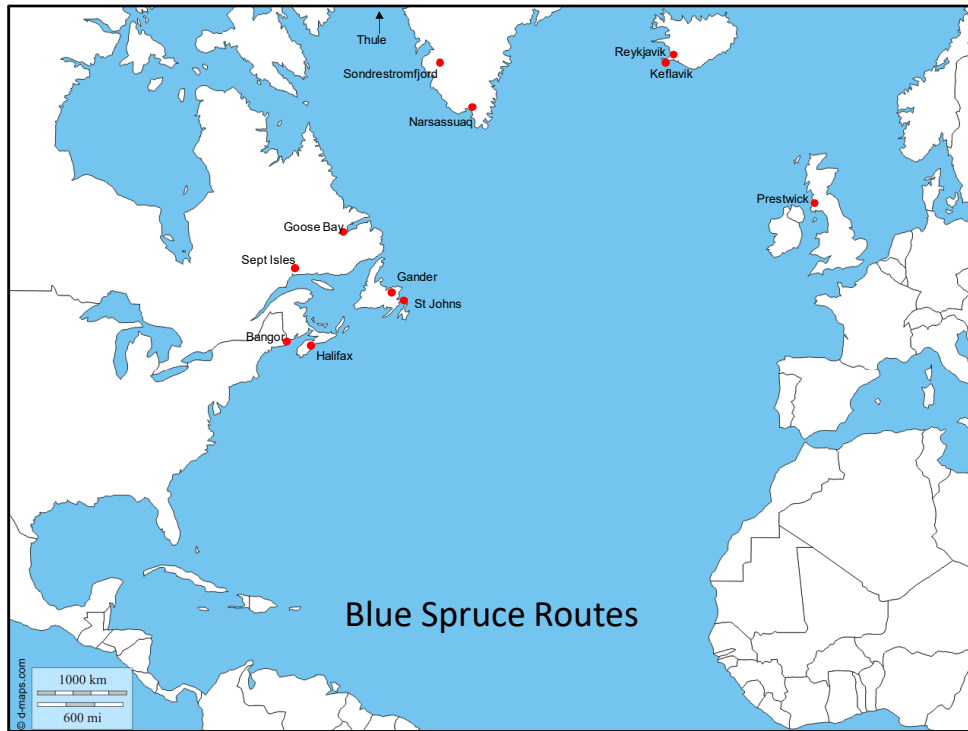 Thule
Reykjavik
Sondrestromfjord
Keflavik
Narsassuaq
Prestwick
Goose Bay
Sept Isles
Gander
St Johns
Bangor
Halifax
Blue Spruce Routes
1000 km
600 mi
© d-maps.com